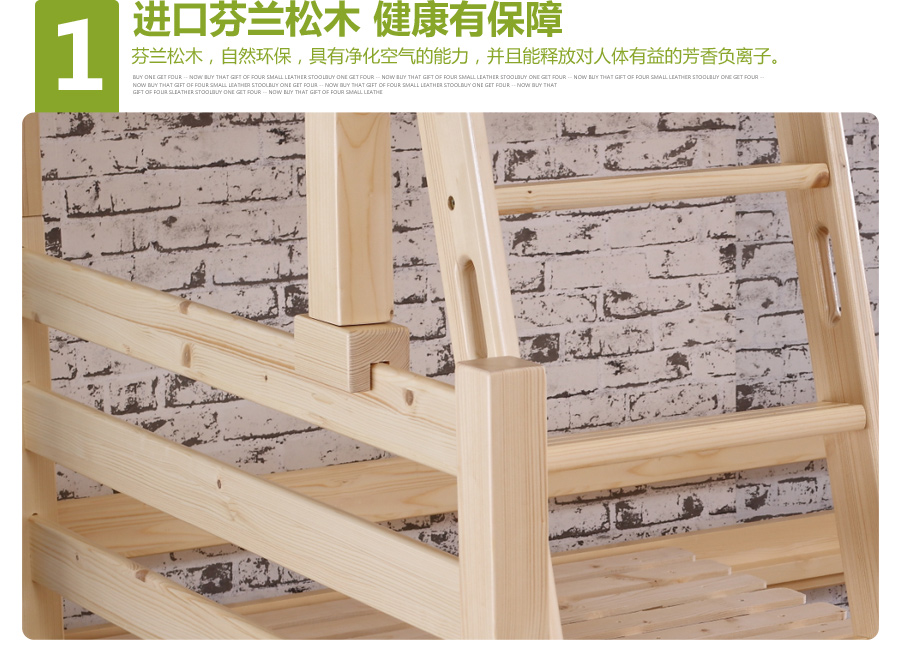 1
进口芬兰松木 健康有保障
芬兰松木，自然环保，具有净化空气的能力，并且能释放对人体有益的芳香负离子。
BUY ONE GET FOUR -- NOW BUY THAT GIFT OF FOUR SMALL LEATHER STOOLBUY ONE GET FOUR -- NOW BUY THAT GIFT OF FOUR SMALL LEATHER STOOLBUY ONE GET FOUR -- NOW BUY THAT GIFT OF FOUR SMALL LEATHER STOOLBUY ONE GET FOUR --
NOW BUY THAT GIFT OF FOUR SMALL LEATHER STOOLBUY ONE GET FOUR -- NOW BUY THAT GIFT OF FOUR SMALL LEATHER STOOLBUY ONE GET FOUR -- NOW BUY THAT
GIFT OF FOUR SLEATHER STOOLBUY ONE GET FOUR -- NOW BUY THAT GIFT OF FOUR SMALL LEATHE